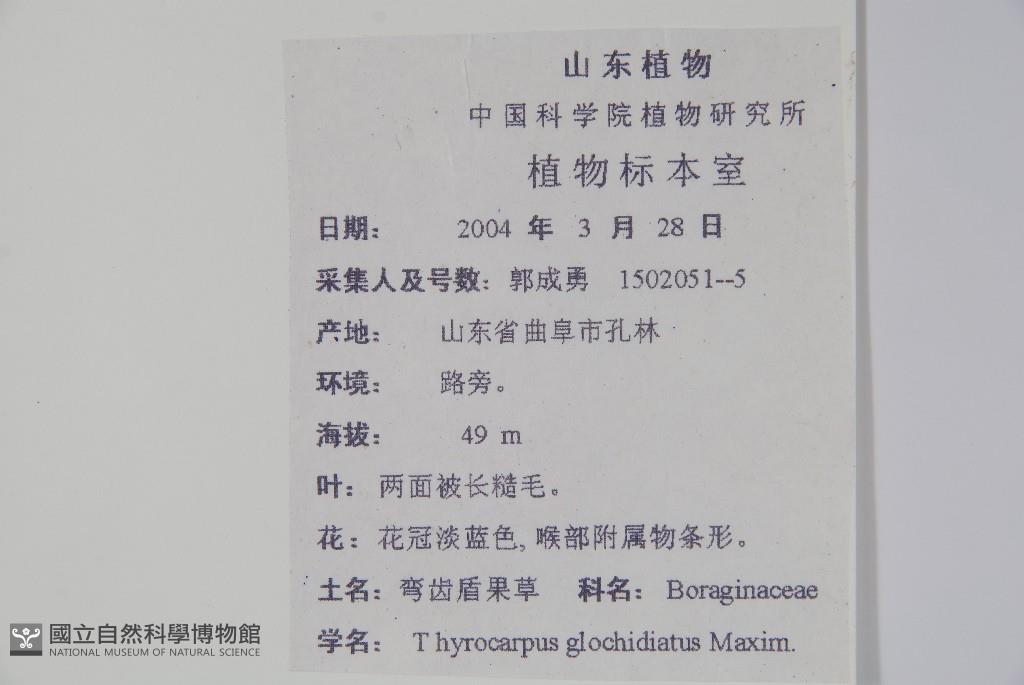 山东植物
中国科学院植物研究所
植物标本室
日期： 2004 年 3 月 28 日
采集人及号数：郭成勇 1502051--5
产地： 山东省曲阜市孔林
环境： 路旁。
海拔： 49 m
叶： 两面被长糙毛。
花： 花冠淡蓝色, 喉部附属物条形。
土名： 弯齿盾果草 科名： Boraginaceae
学名： T hyrocarpus glochidiatus Maxim.
國立自然科學博物館
NATIONAL MUSEUM OF NATURAL SCIENCE